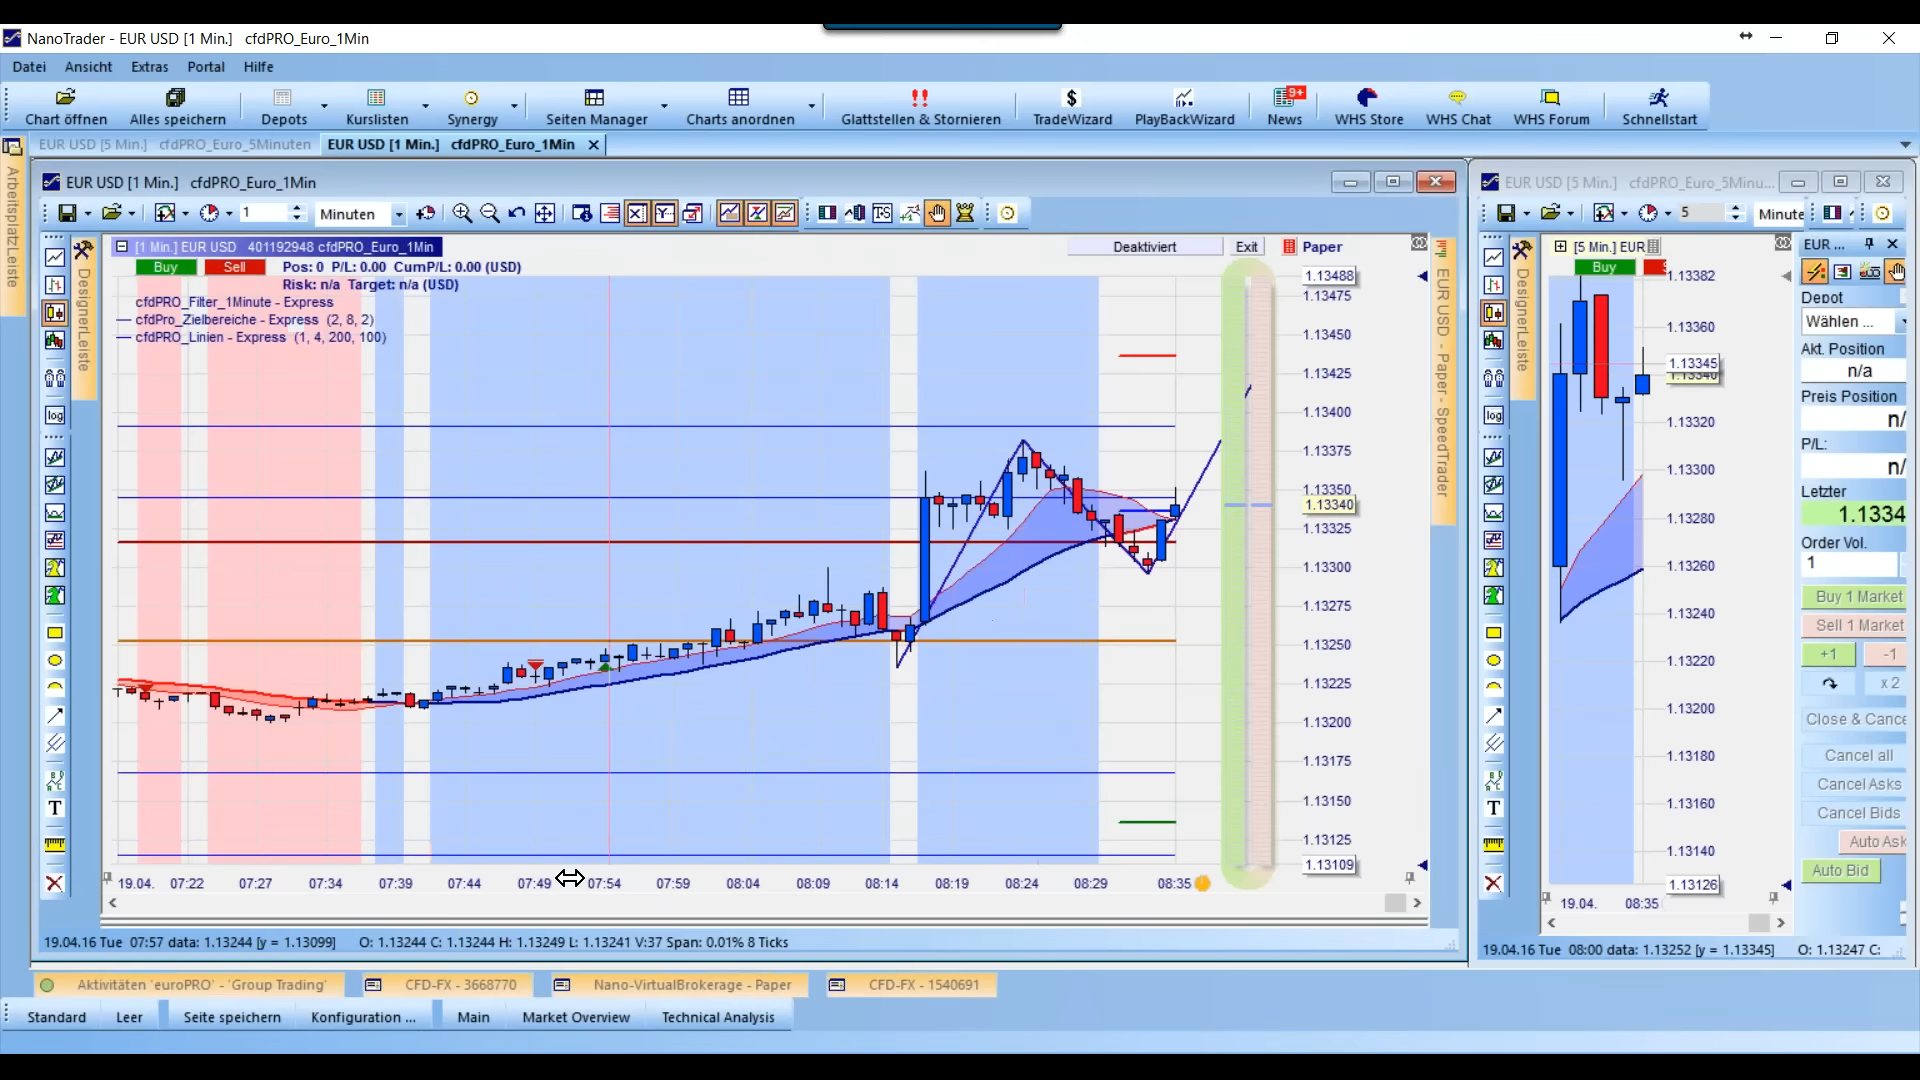 NanoTrader - EUR USD [1 Min.]   cfdPRO_Euro_1Min
Datei Ansicht Extras Portal Hilfe
Chart öffnen Alles speichern Depots Kurslisten Synergy Seiten Manager Charts anordnen Glattstellen & Stornieren TradeWizard PlayBackWizard News 9+ WHS Store WHS Chat WHS Forum Schnellstart
EUR USD [5 Min.]   cfdPRO_Euro_5Minuten
EUR USD [1 Min.]   cfdPRO_Euro_1Min
ArbeitsplatzLeiste
EUR USD [1 Min.]   cfdPRO_Euro_1Min
1 Minuten
DesignerLeiste
log
T
[1 Min.] EUR USD   401192948 cfdPRO_Euro_1Min
Deaktiviert Exit Paper
Buy Sell Pos: 0  P/L: 0.00  CumP/L: 0.00 (USD)
Risk: n/a  Target: n/a (USD)
cfdPRO_Filter_1Minute - Express
cfdPro_Zielbereiche - Express  (2, 8, 2)
cfdPRO_Linien - Express  (1, 4, 200, 100)
1.13488
1.13475
1.13450
1.13425
1.13400
1.13375
1.13350
1.13340
1.13325
1.13300
1.13275
1.13250
1.13225
1.13200
1.13175
1.13150
1.13125
1.13109
19.04. 07:22 07:27 07:34 07:39 07:44 07:49 07:54 07:59 08:04 08:09 08:14 08:19 08:24 08:29 08:35
19.04.16 Tue  07:57 data: 1.13244 [y = 1.13099]   O: 1.13244 C: 1.13244 H: 1.13249 L: 1.13241 V:37 Span: 0.01% 8 Ticks
EUR USD - Paper - SpeedTrader
EUR USD [5 Min.]   cfdPRO_Euro_5Minu...
5 Minute
DesignerLeiste
log
T
[5 Min.] EUR
Buy S
1.13382
1.13360
1.13345
1.13340
1.13320
1.13300
1.13280
1.13260
1.13240
1.13220
1.13200
1.13180
1.13160
1.13140
1.13126
19.04. 08:35
19.04.16 Tue  08:00 data: 1.13252 [y = 1.13345]   O: 1.13247 C:
EUR ...
Depot
Wählen ...
Akt. Position
n/a
Preis Position
n/
P/L:
n/
Letzter
1.1334
Order Vol.
1
Buy 1 Market
Sell 1 Market
+1 -1
x 2
Close & Cance
Cancel all
Cancel Asks
Cancel Bids
Auto Ask
Auto Bid
Aktivitäten 'euroPRO' - 'Group Trading' CFD-FX - 3668770 Nano-VirtualBrokerage - Paper CFD-FX - 1540691
Standard Leer Seite speichern Konfiguration ... Main Market Overview Technical Analysis